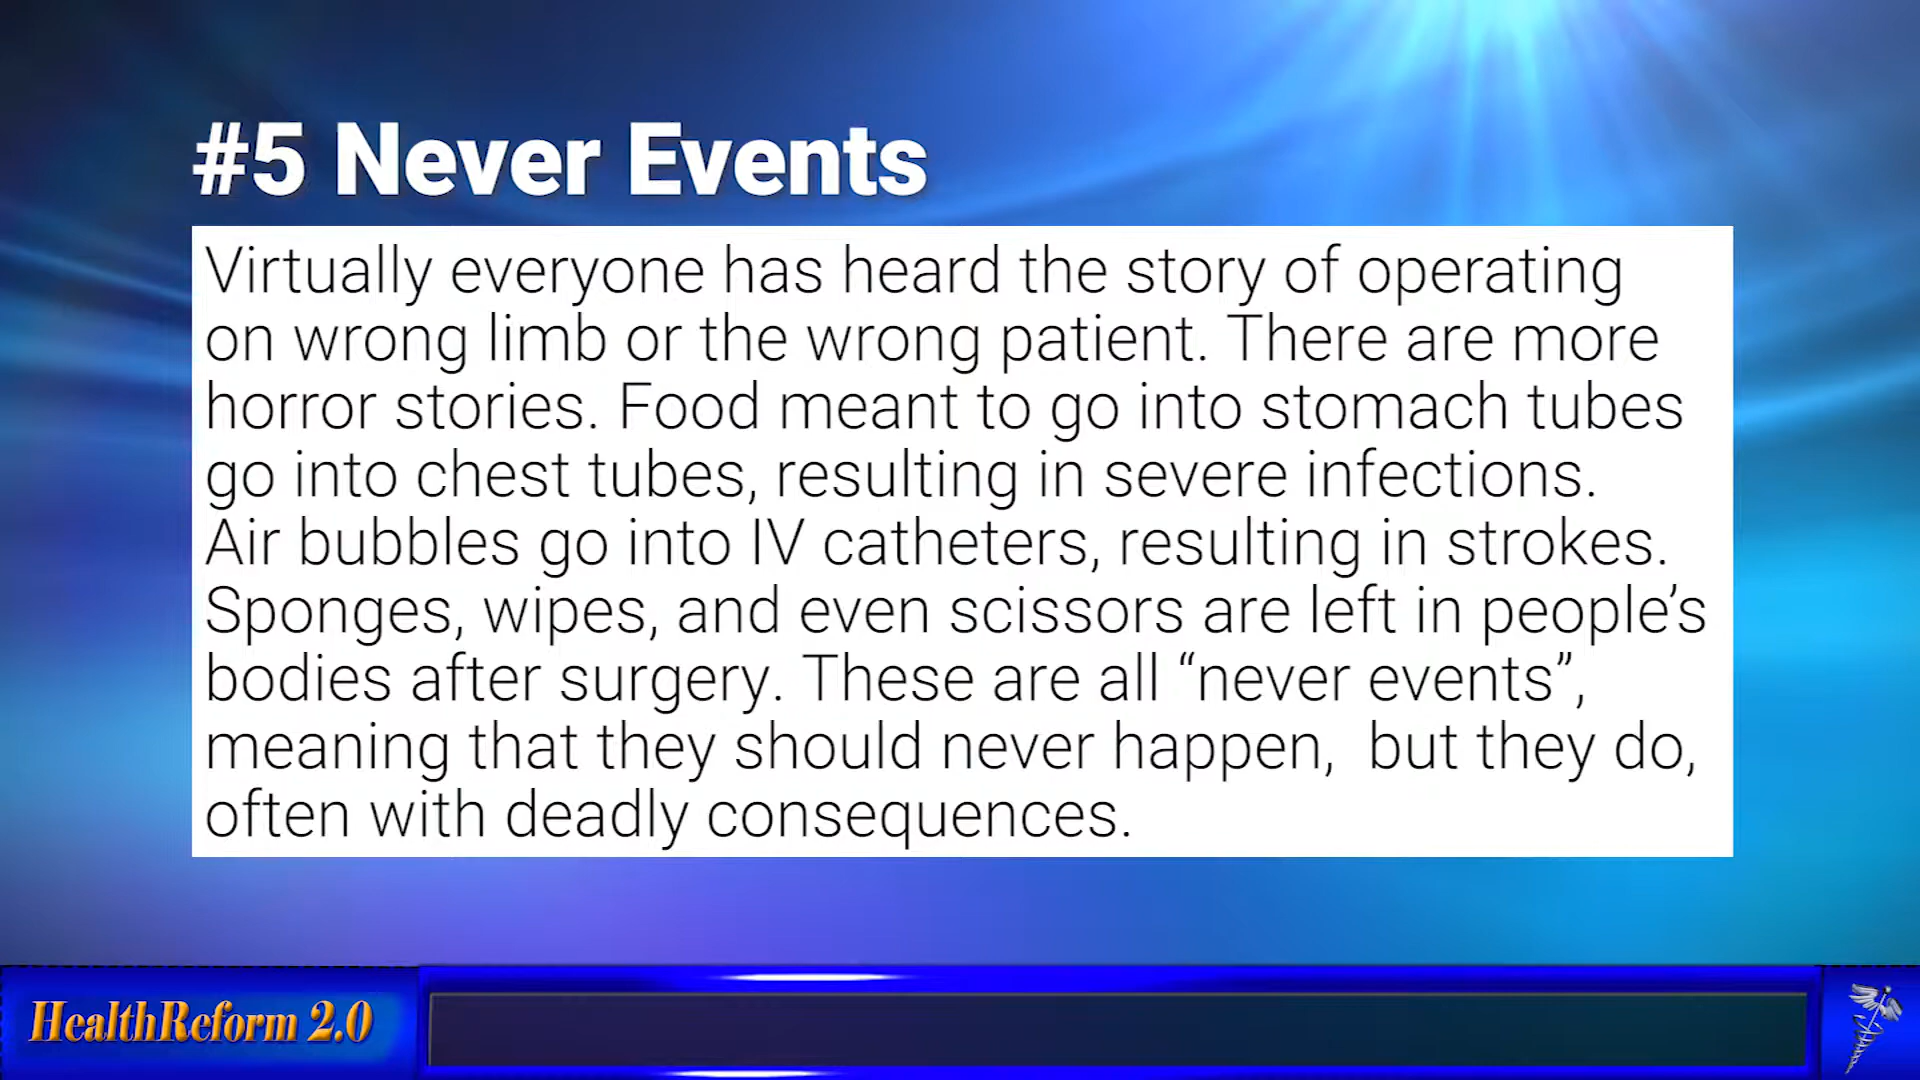 #5 Never Events
Virtually everyone has heard the story of operating
on wrong limb or the wrong patient. There are more
horror stories. Food meant to go into stomach tubes
go into chest tubes, resulting in severe infections.
Air bubbles go into IV catheters, resulting in strokes.
Sponges, wipes, and even scissors are left in people’s
bodies after surgery. These are all “never events”,
meaning that they should never happen,  but they do,
often with deadly consequences.
HealthReform 2.0